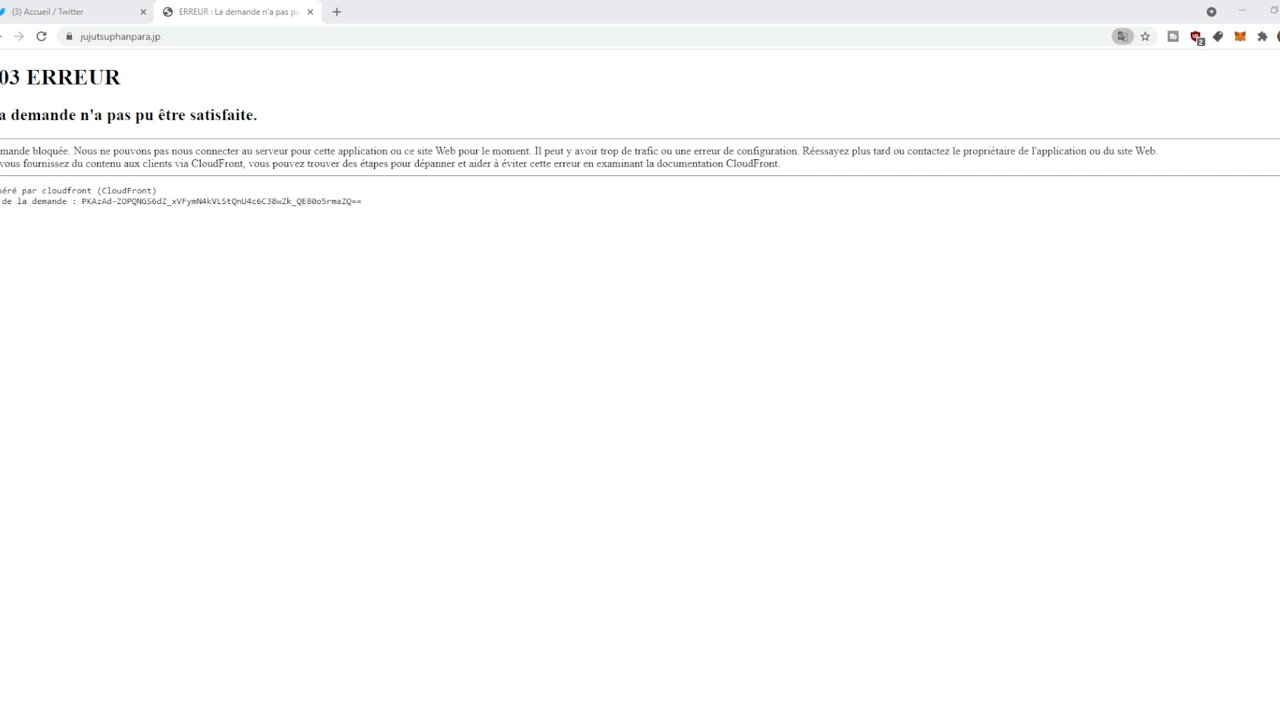 (3) Accueil / Twitter
ERREUR : La demande n'a pas pu
jujutsuphanpara.jp
2
03 ERREUR
a demande n'a pas pu être satisfaite.
mande bloquée. Nous ne pouvons pas nous connecter au serveur pour cette application ou ce site Web pour le moment. Il peut y avoir trop de trafic ou une erreur de configuration. Réessayez plus tard ou contactez le propriétaire de l'application ou du site Web.
vous fournissez du contenu aux clients via CloudFront, vous pouvez trouver des étapes pour dépanner et aider à éviter cette erreur en examinant la documentation CloudFront.
néré par cloudfront (CloudFront)
de la demande : PKAzAd-ZOPQNGS6dZ_xVFymN4kVLStQnU4c6C38wZk_QE80o5rmaZQ==